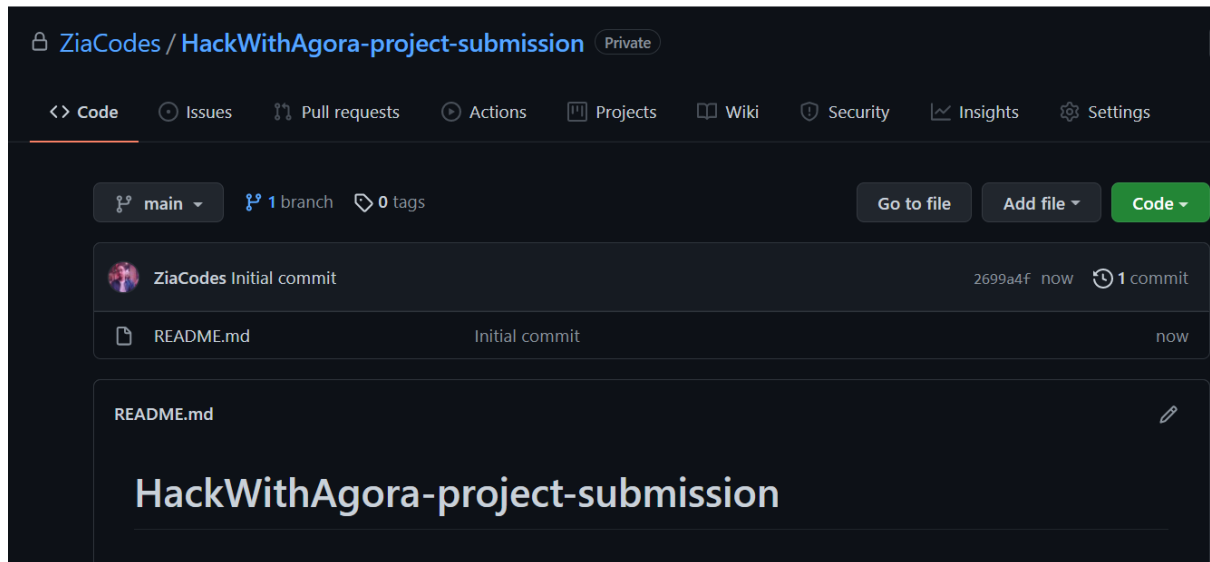 ZiaCodes / HackWithAgora-project-submission Private
<> Code Issues Pull requests Actions Projects Wiki Security Insights Settings
main 1 branch 0 tags Go to file Add file Code
ZiaCodes Initial commit 2699a4f now 1 commit
README.md Initial commit now
README.md
HackWithAgora-project-submission